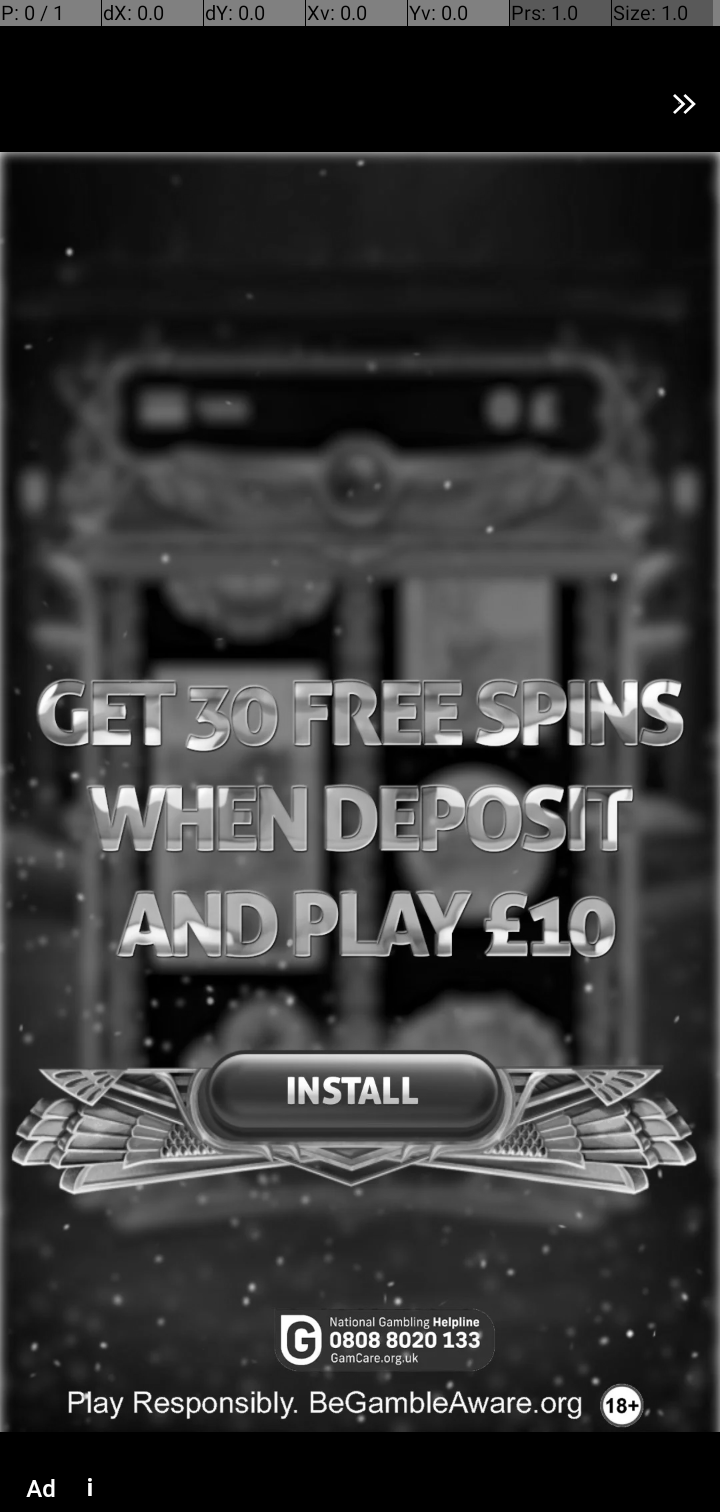 P: 0 / 1 dX: 0.0 dY: 0.0 Xv: 0.0 Yv: 0.0 Prs: 1.0 Size: 1.0
GET 30 FREE SPINS
WHEN DEPOSIT
AND PLAY £10
INSTALL
National Gambling Helpline
G 0808 8020 133
GamCare.org.uk
Play Responsibly. BeGambleAware.org 18+
Ad i